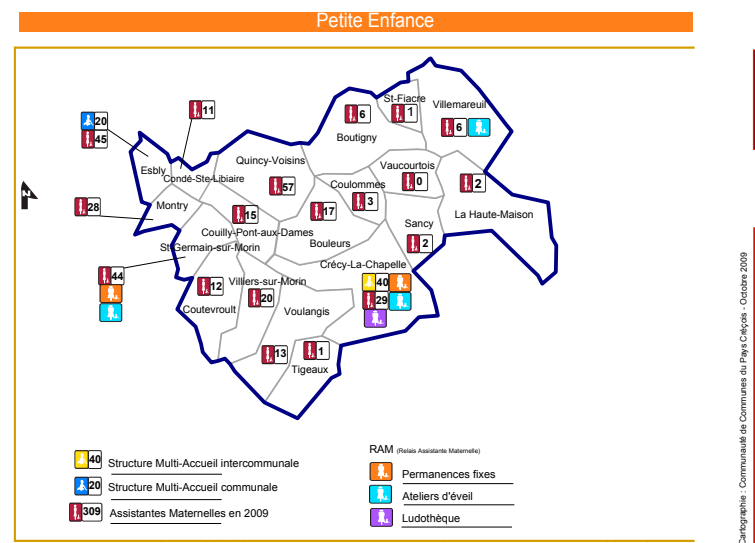 Petite Enfance
St-Fiacre
Villemareuil
11
6
1
20
6
45
Boutigny
Quincy-Voisins
Vaucourtois
Esbly
Condé-Ste-Libiaire
57
Coulommes
0
2
3
28
Montry
15
17
La Haute-Maison
Sancy
Couilly-Pont-aux-Dames
St-Germain-sur-Morin
Bouleurs
2
44
Crécy-La-Chapelle
12
Villiers-sur-Morin
40
20
29
Coutevroult
Voulangis
13
1
Tigeaux
N
40 Structure Multi-Accueil intercommunale
20 Structure Multi-Accueil communale
309 Assistantes Maternelles en 2009
RAM (Relais Assistante Maternelle)
Permanences fixes
Ateliers d'éveil
Ludothèque
Cartographie : Communauté de Communes du Pays Créçois - Octobre 2009